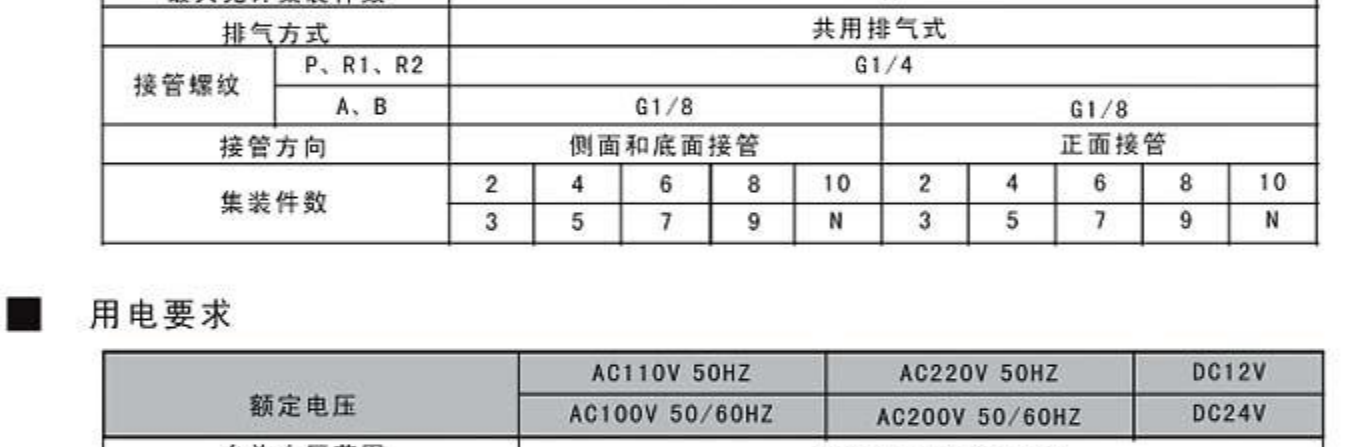 排气方式 共用排气式
接管螺纹 P、R1、R2 G1/4
A、B G1/8 G1/8
接管方向 侧面和底面接管 正面接管
集装件数 2 4 6 8 10 2 4 6 8 10
3 5 7 9 N 3 5 7 9 N
用电要求
额定电压 AC110V 50HZ AC220V 50HZ DC12V
AC100V 50/60HZ AC200V 50/60HZ DC24V